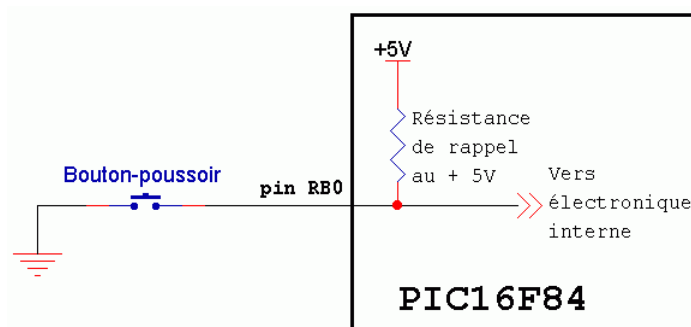 +5V
Résistance
de rappel
au + 5V
Bouton-poussoir
pin RB0
Vers
électronique
interne
PIC16F84